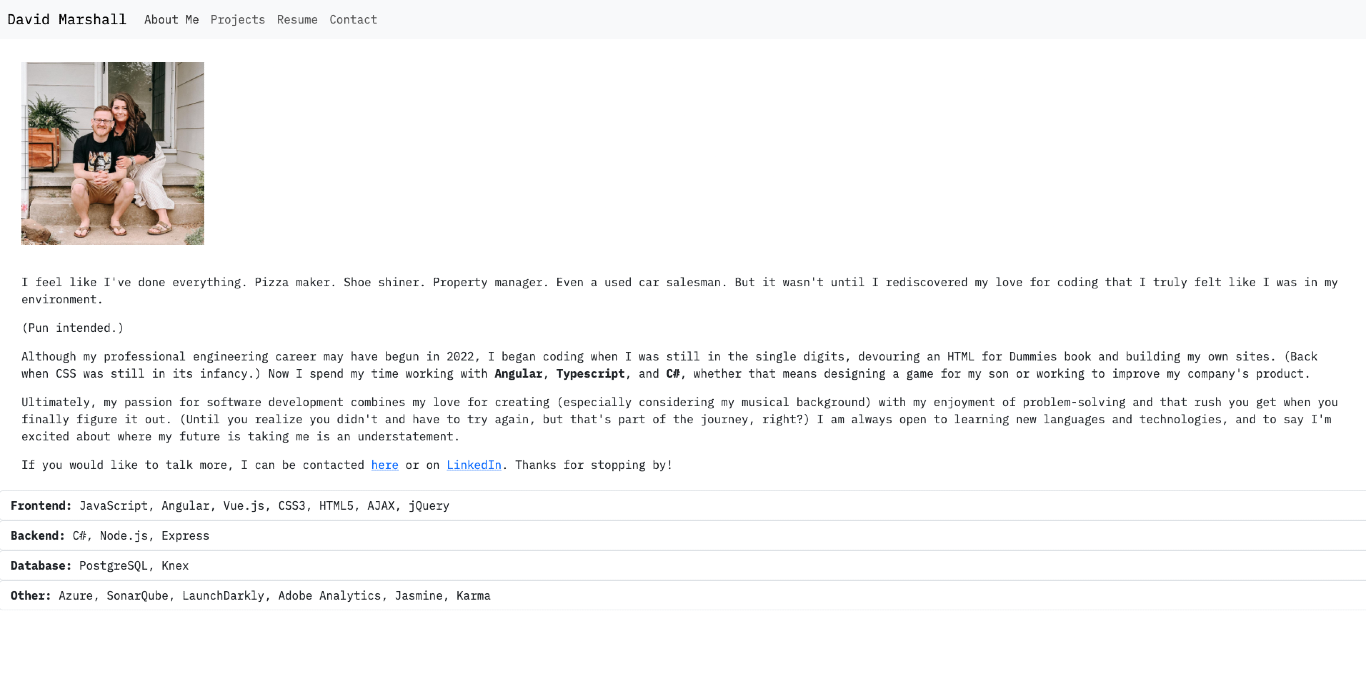 David Marshall About Me Projects Resume Contact
I feel like I've done everything. Pizza maker. Shoe shiner. Property manager. Even a used car salesman. But it wasn't until I rediscovered my love for coding that I truly felt like I was in my
environment.
(Pun intended.)
Although my professional engineering career may have begun in 2022, I began coding when I was still in the single digits, devouring an HTML for Dummies book and building my own sites. (Back
when CSS was still in its infancy.) Now I spend my time working with Angular, Typescript, and C#, whether that means designing a game for my son or working to improve my company's product.
Ultimately, my passion for software development combines my love for creating (especially considering my musical background) with my enjoyment of problem-solving and that rush you get when you
finally figure it out. (Until you realize you didn't and have to try again, but that's part of the journey, right?) I am always open to learning new languages and technologies, and to say I'm
excited about where my future is taking me is an understatement.
If you would like to talk more, I can be contacted here or on LinkedIn. Thanks for stopping by!
Frontend: JavaScript, Angular, Vue.js, CSS3, HTML5, AJAX, jQuery
Backend: C#, Node.js, Express
Database: PostgreSQL, Knex
Other: Azure, SonarQube, LaunchDarkly, Adobe Analytics, Jasmine, Karma